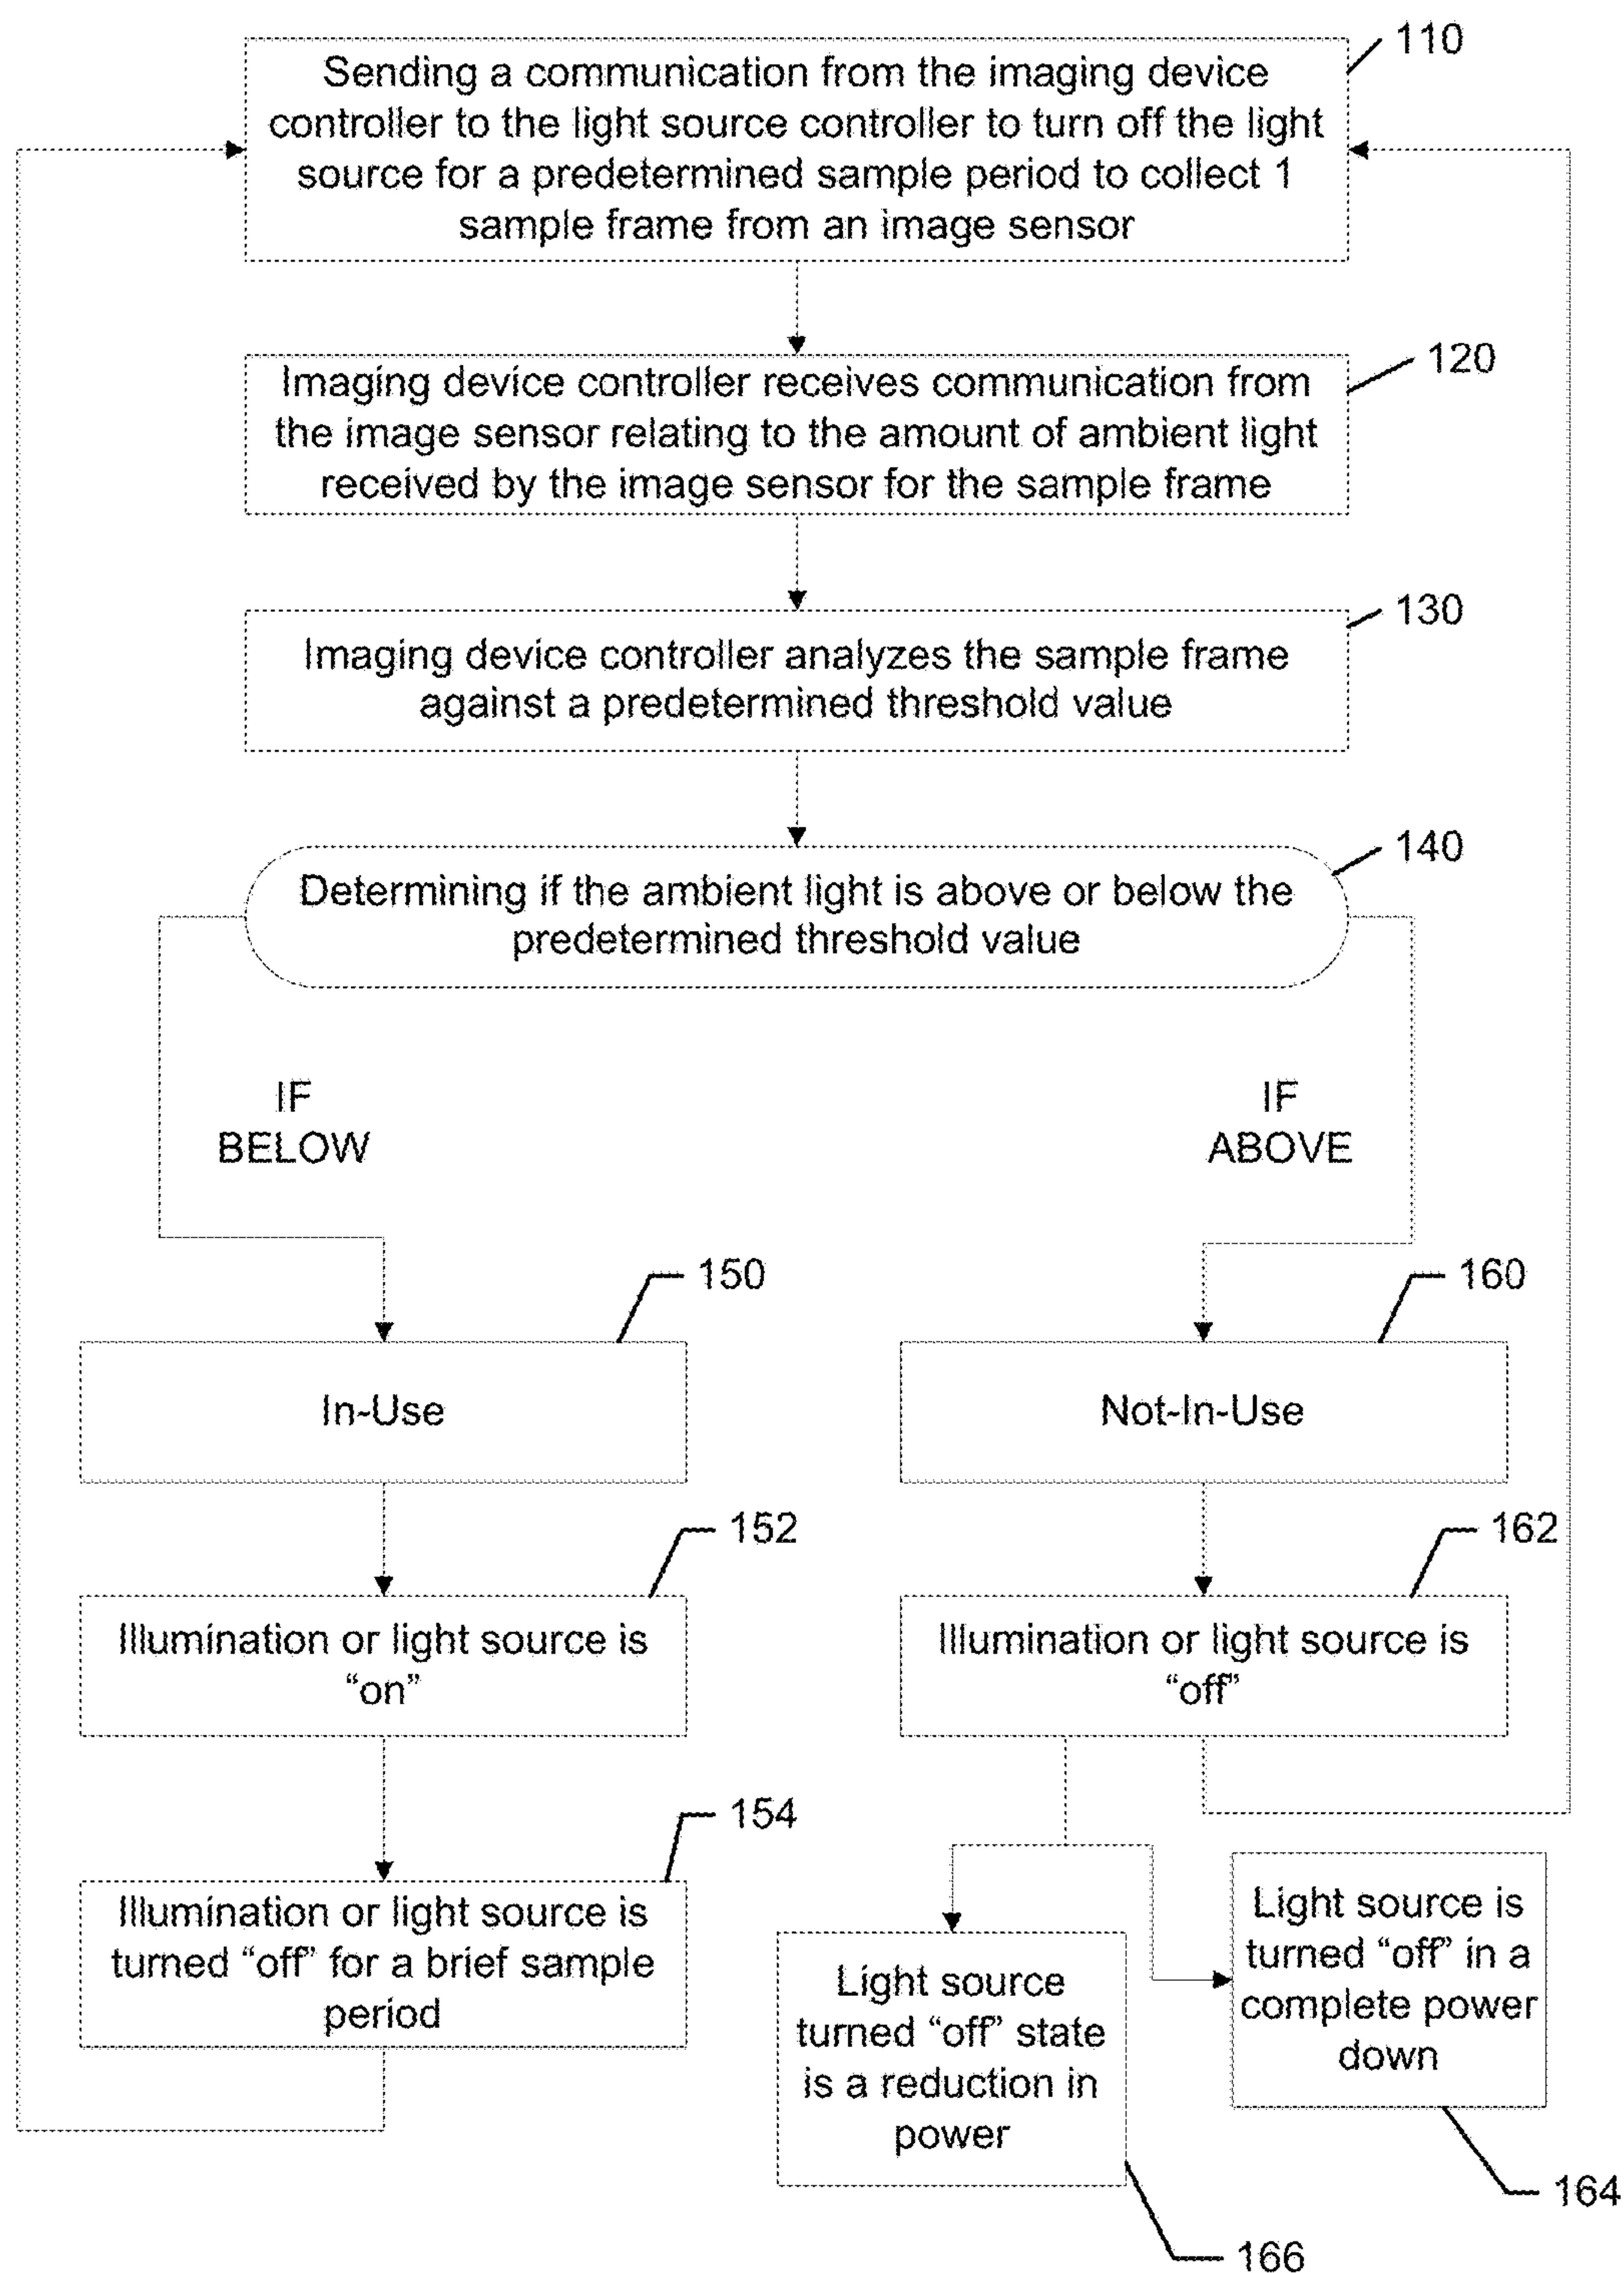 110
Sending a communication from the imaging device
controller to the light source controller to turn off the light
source for a predetermined sample period to collect 1
sample frame from an image sensor
120
Imaging device controller receives communication from
the image sensor relating to the amount of ambient light
received by the image sensor for the sample frame
130
Imaging device controller analyzes the sample frame
against a predetermined threshold value
140
Determining if the ambient light is above or below the
predetermined threshold value
IF
BELOW
IF
ABOVE
150
In-Use
160
Not-In-Use
152
Illumination or light source is
“on”
162
Illumination or light source is
“off”
154
Illumination or light source is
turned “off” for a brief sample
period
Light source
turned “off” state
is a reduction in
power
166
Light source is
turned “off” in a
complete power
down
164